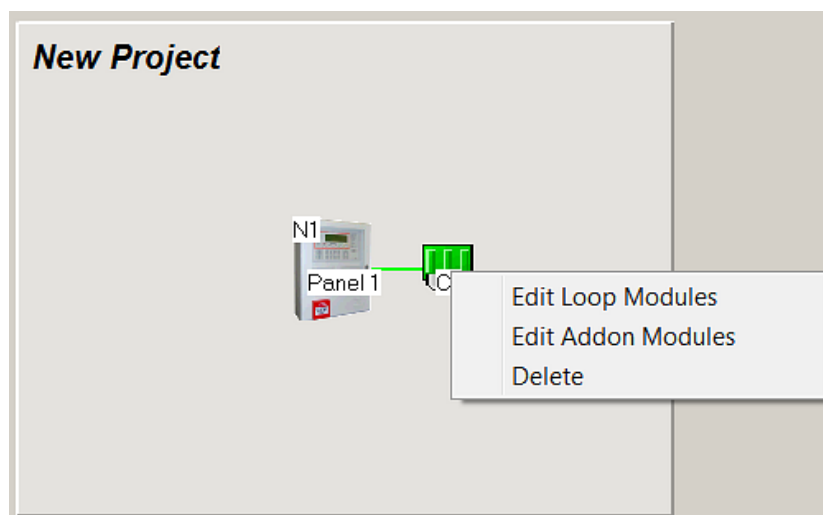 New Project
N1
Panel 1
C
Edit Loop Modules
Edit Addon Modules
Delete